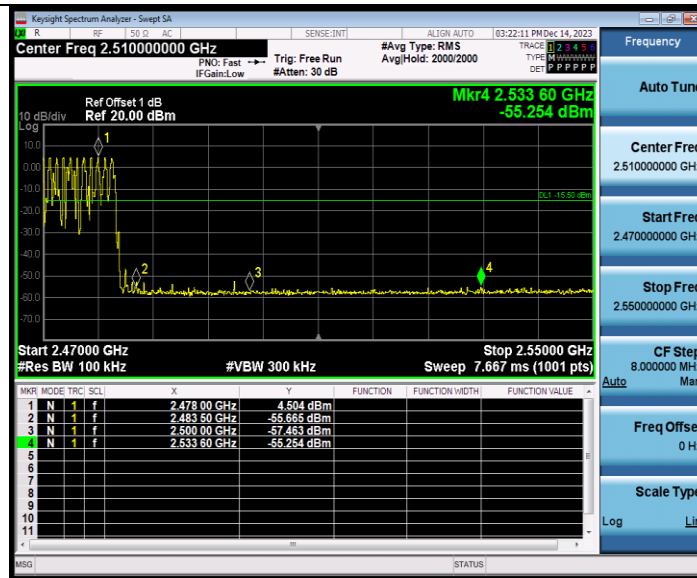 Keysight Spectrum Analyzer - Swept SA
LXI R RF 50 Ω AC SENSE:INT ALIGN AUTO 03:22:11 PM Dec 14, 2023
Center Freq 2.510000000 GHz
#Avg Type: RMS
TRACE 1 2 3 4 5 6
PNO: Fast Trig: Free Run Avg|Hold: 2000/2000 TYPE M W W W W W
IFGain:Low #Atten: 30 dB DET P P P P P P
Mkr4 2.533 60 GHz
-55.254 dBm
Ref Offset 1 dB
10 dB/div Ref 20.00 dBm
Log
10.0
0.00
-10.0
-20.0
-30.0
-40.0
-50.0
-60.0
-70.0
1
DL1 -15.50 dBm
2
3
4
Start 2.47000 GHz Stop 2.55000 GHz
#Res BW 100 kHz #VBW 300 kHz Sweep 7.667 ms (1001 pts)
MKR MODE TRC SCL X Y FUNCTION FUNCTION WIDTH FUNCTION VALUE
1 N 1 f 2.478 00 GHz 4.504 dBm
2 N 1 f 2.483 50 GHz -55.665 dBm
3 N 1 f 2.500 00 GHz -57.463 dBm
4 N 1 f 2.533 60 GHz -55.254 dBm
5
6
7
8
9
10
11
MSG STATUS
Frequency
Auto Tune
Center Freq
2.510000000 GHz
Start Freq
2.470000000 GHz
Stop Freq
2.550000000 GHz
CF Step
8.000000 MHz
Auto Man
Freq Offset
0 Hz
Scale Type
Log Lin